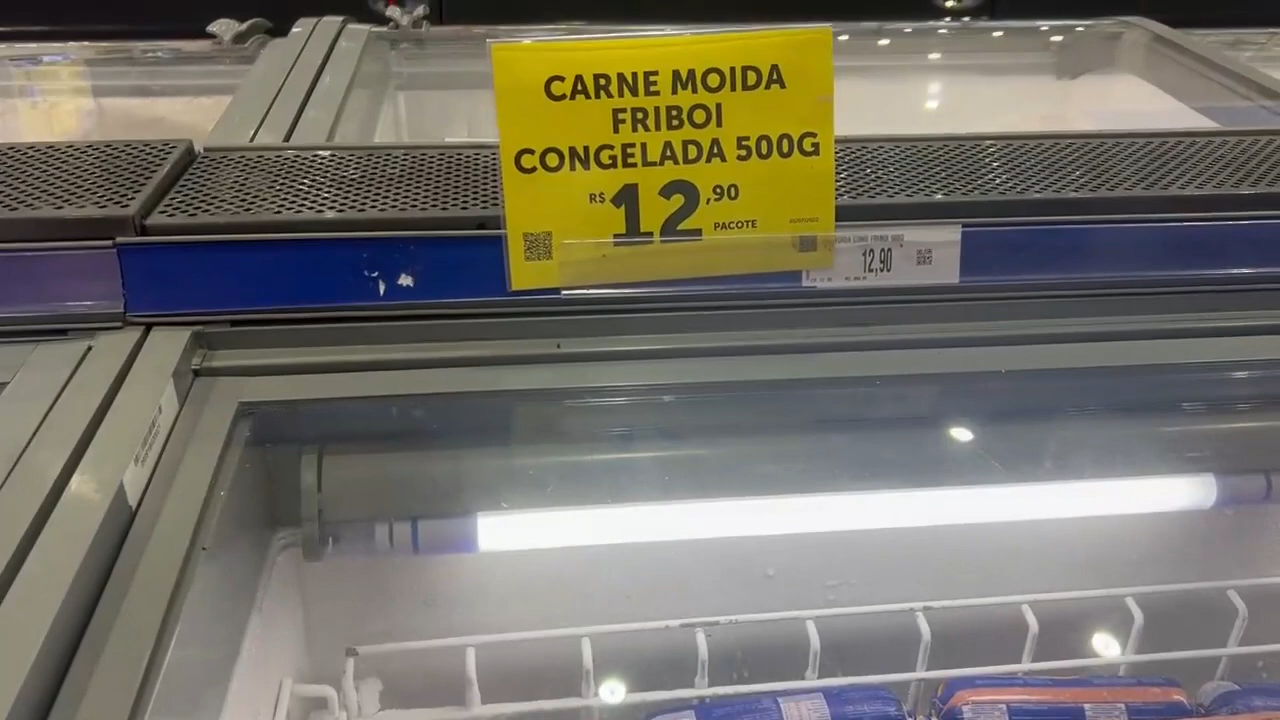 CARNE MOIDA
FRIBOI
CONGELADA 500G
R$ 12,90
PACOTE
12,90